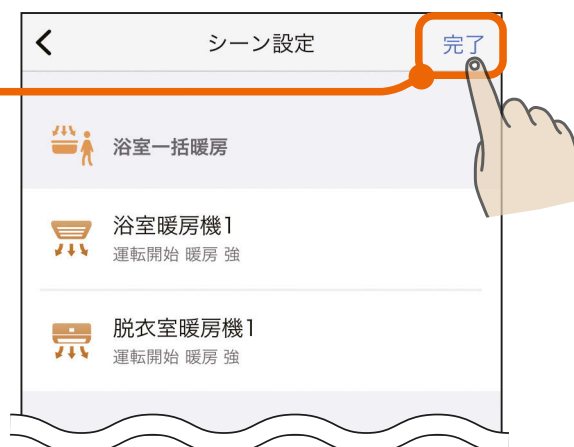 シーン設定 完了
浴室一括暖房
浴室暖房機1
運転開始 暖房 強
脱衣室暖房機1
運転開始 暖房 強